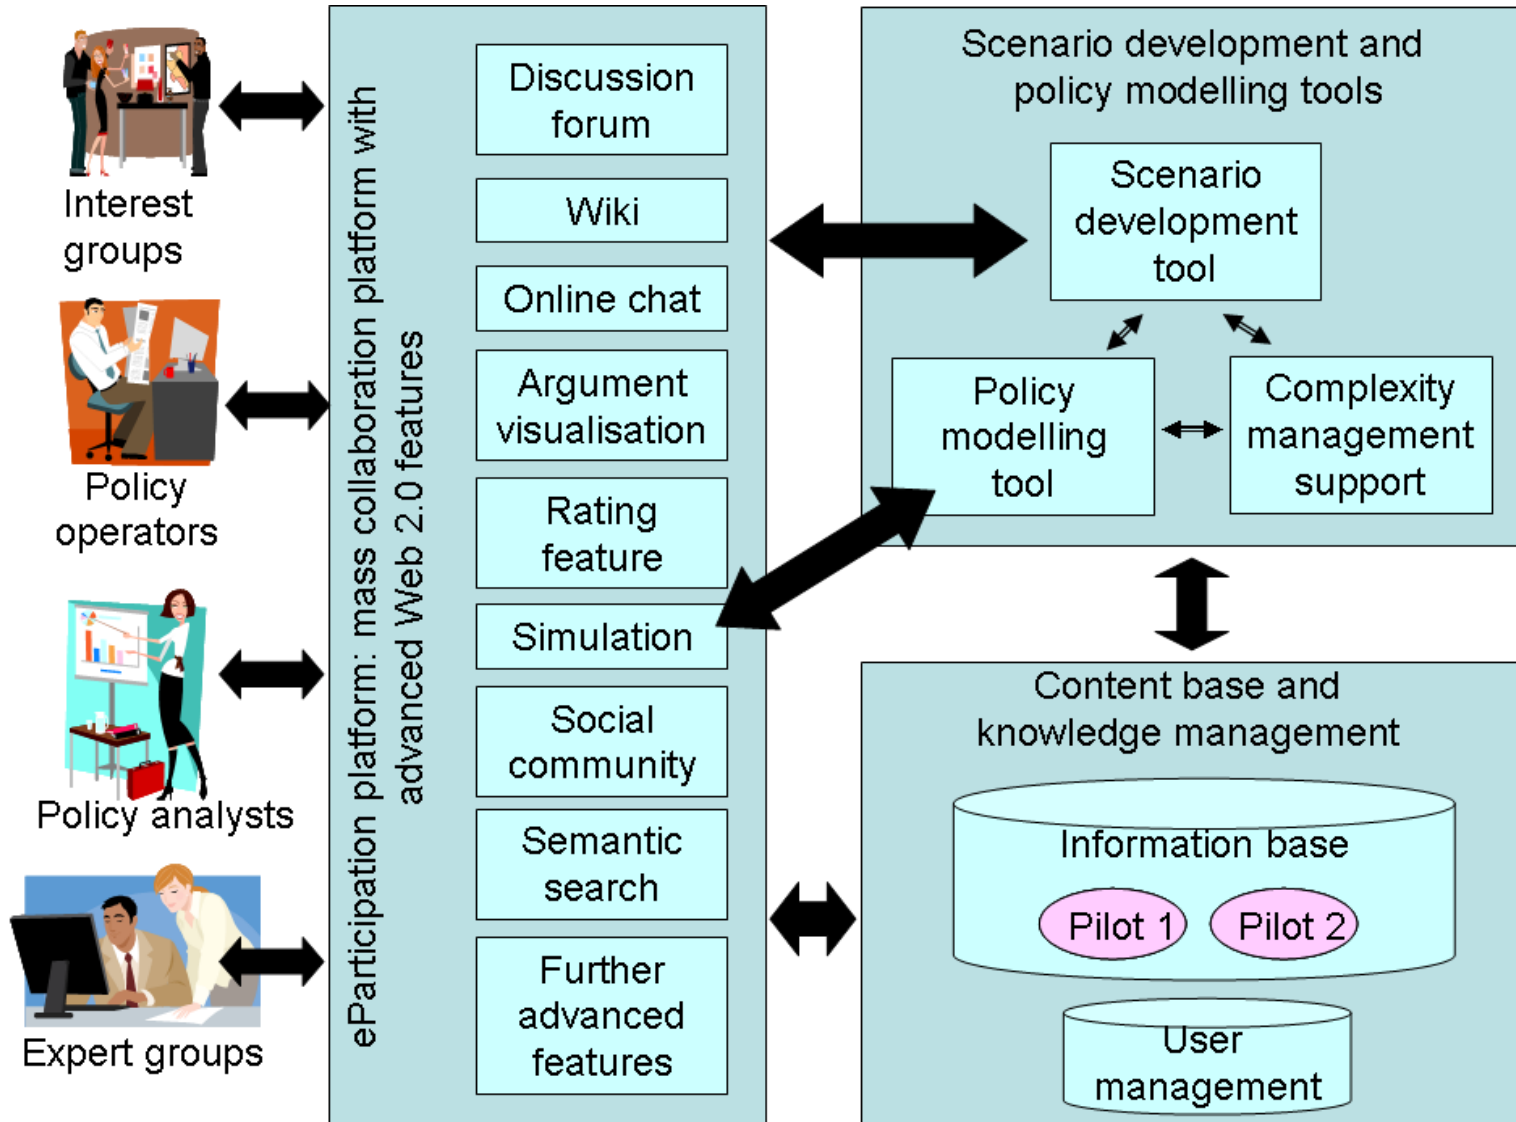 Interest
groups
Policy
operators
Policy analysts
Expert groups
eParticipation platform: mass collaboration platform with
advanced Web 2.0 features
Discussion
forum
Wiki
Online chat
Argument
visualisation
Rating
feature
Simulation
Social
community
Semantic
search
Further
advanced
features
Scenario development and
policy modelling tools
Scenario
development
tool
Policy
modelling
tool
Complexity
management
support
Content base and
knowledge management
Information base
Pilot 1
Pilot 2
User
management